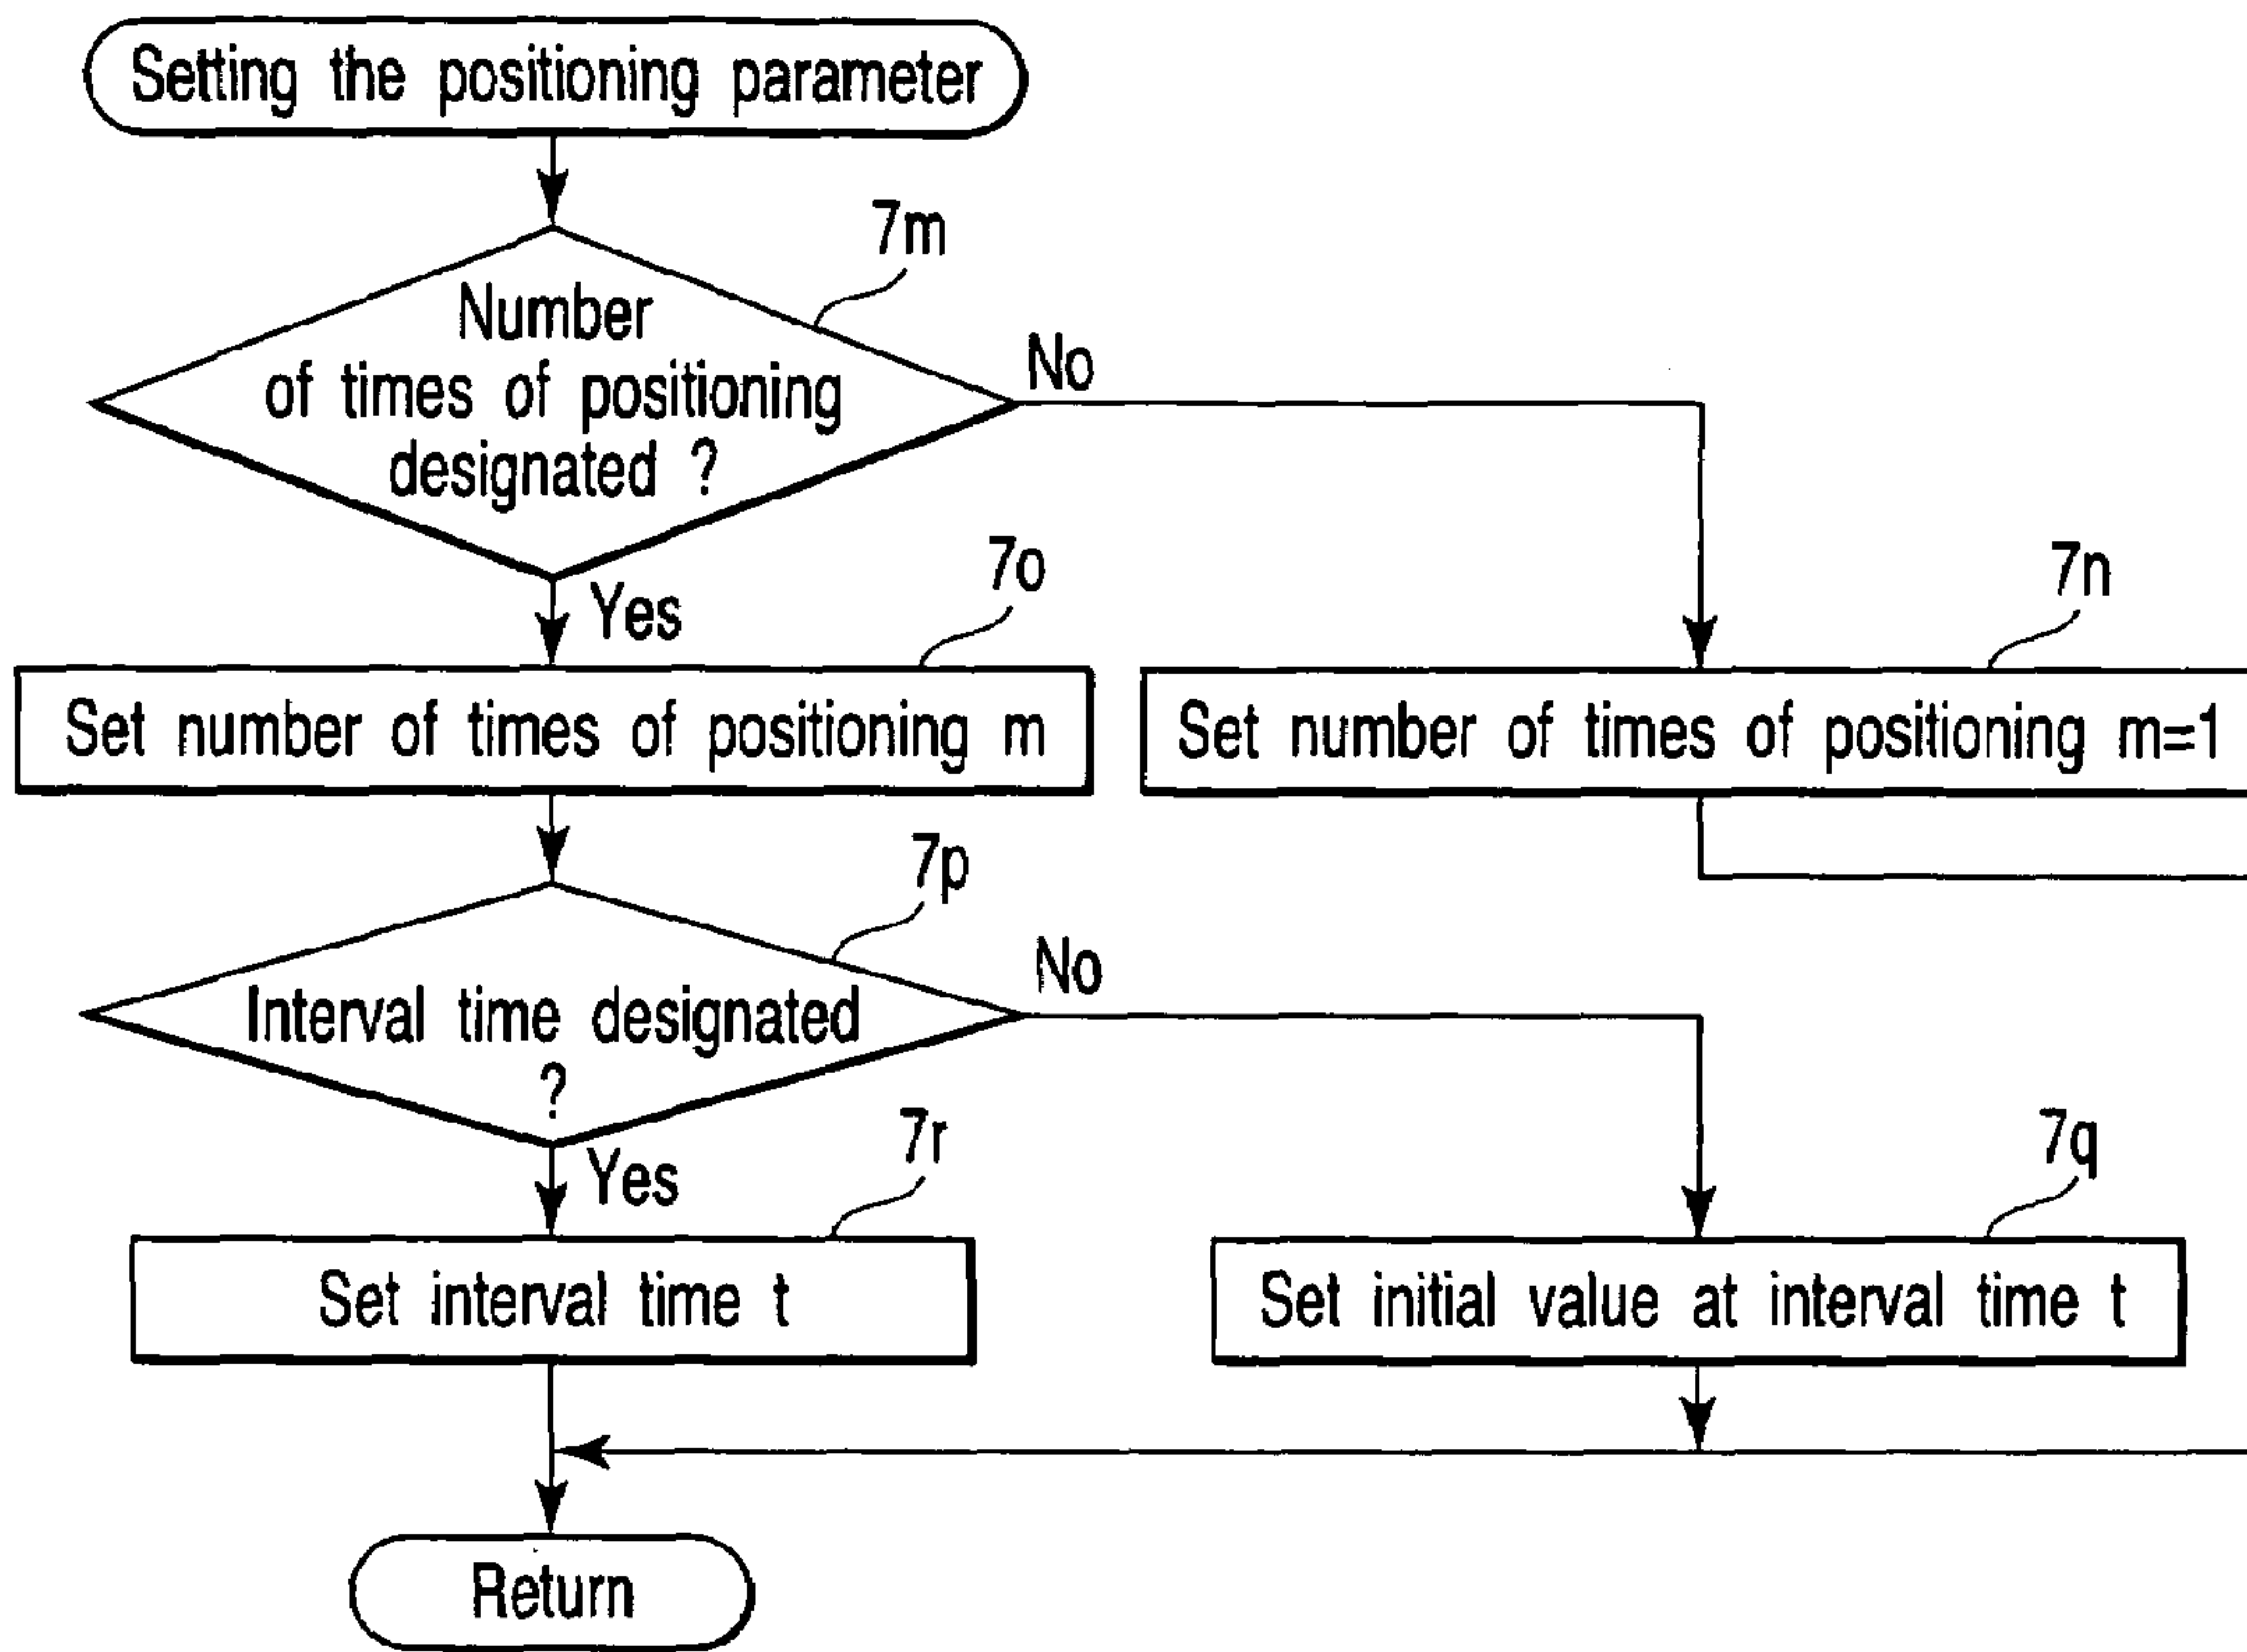 Setting the positioning parameter
7m
Number
of times of positioning
designated ?
No
Yes
7o
7n
Set number of times of positioning m
Set number of times of positioning m=1
7p
Interval time designated
?
No
Yes
7r
7q
Set interval time t
Set initial value at interval time t
Return